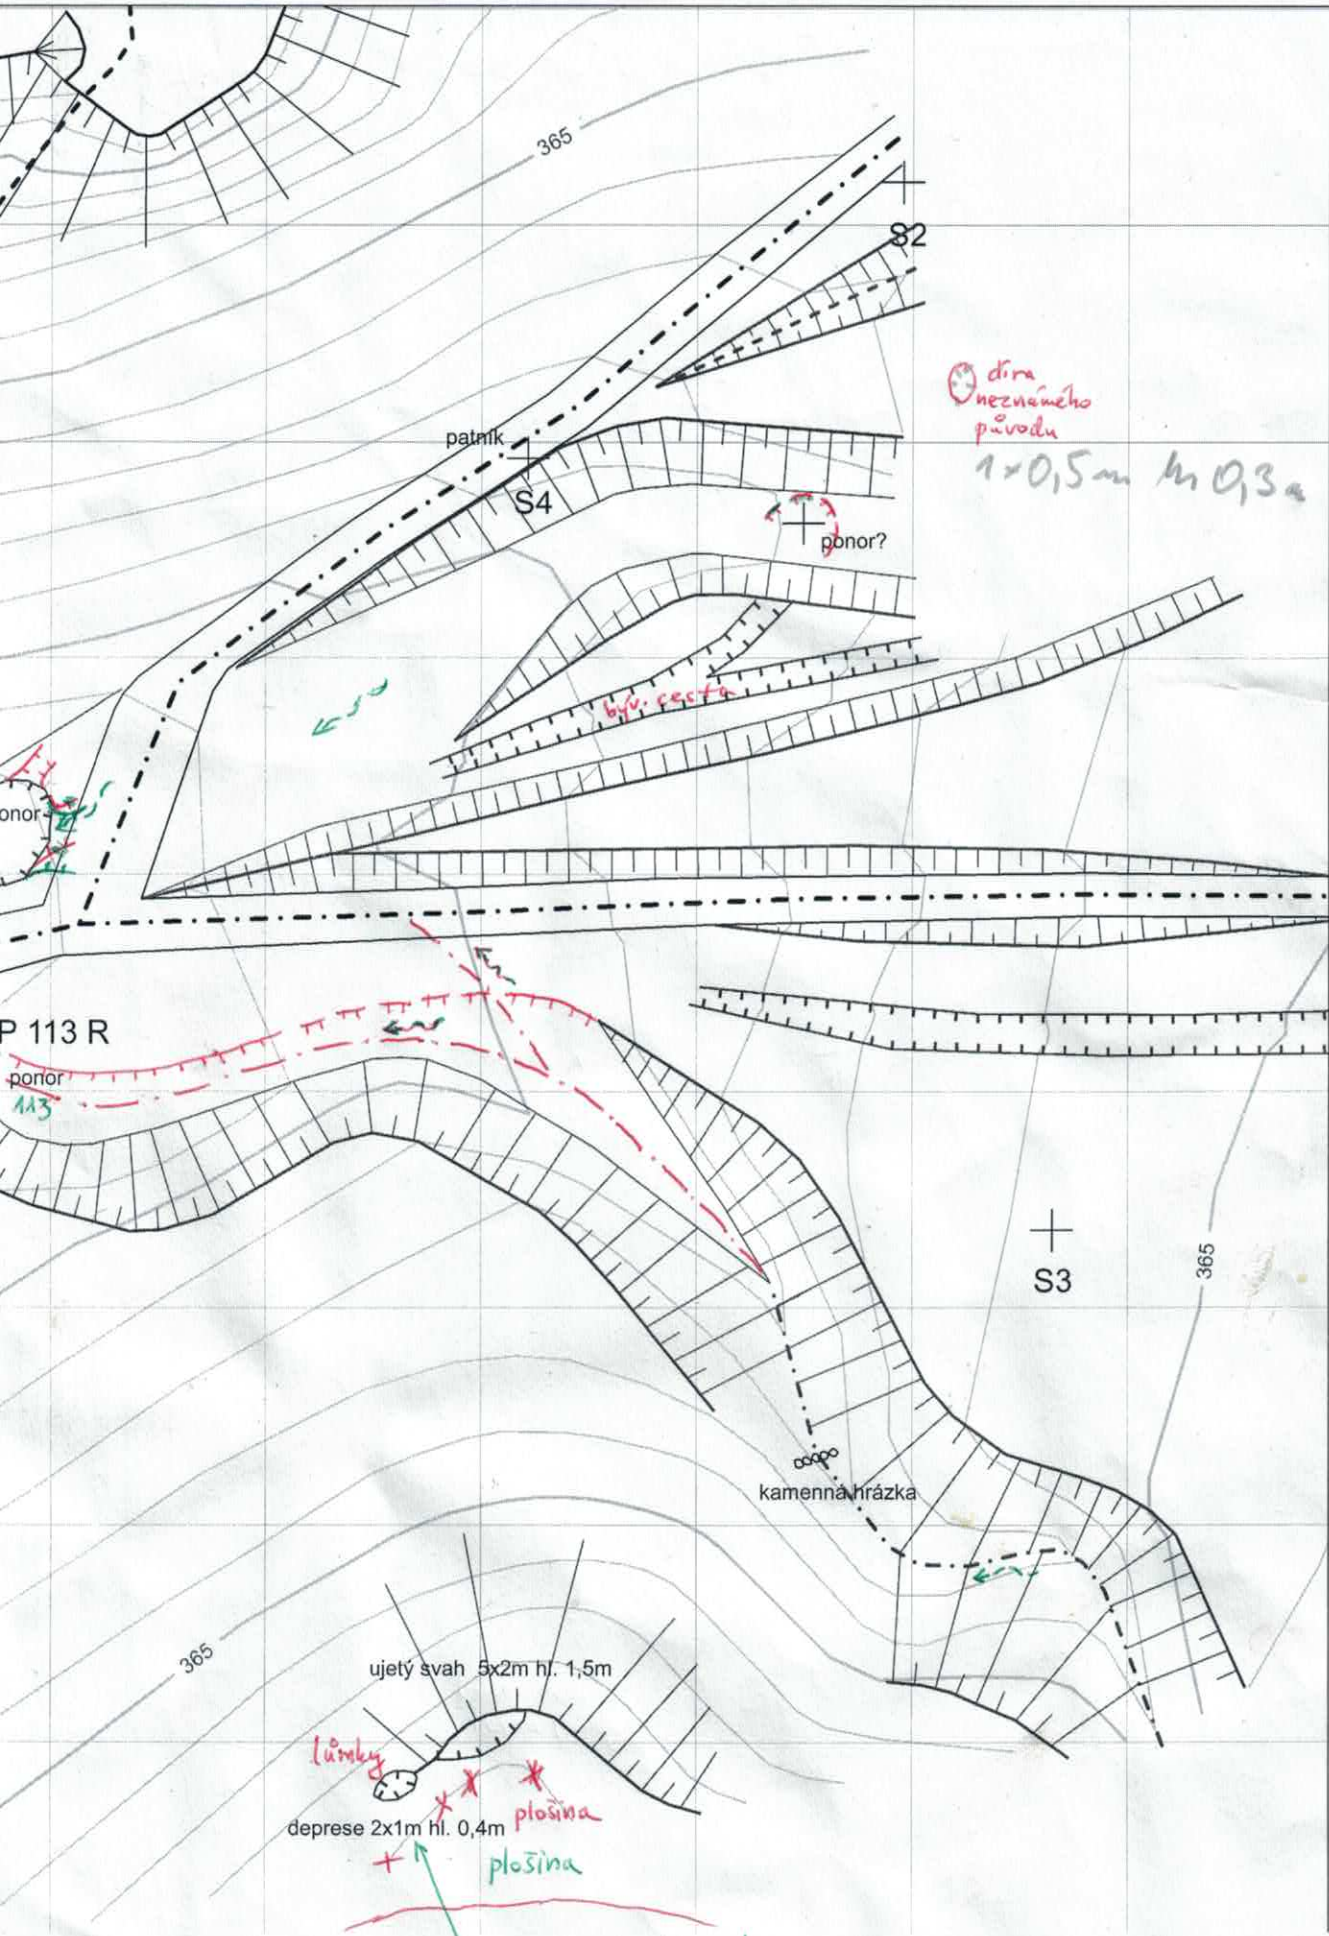 365
S2
díra
neznámého
původu
1×0,5m hl 0,3m
patník
S4
ponor?
býv. cesta
onor
P 113 R
ponor
113
S3
365
kamenná hrázka
365
ujetý svah 5x2m hl. 1,5m
lůmky
plošina
deprese 2x1m hl. 0,4m
plošina